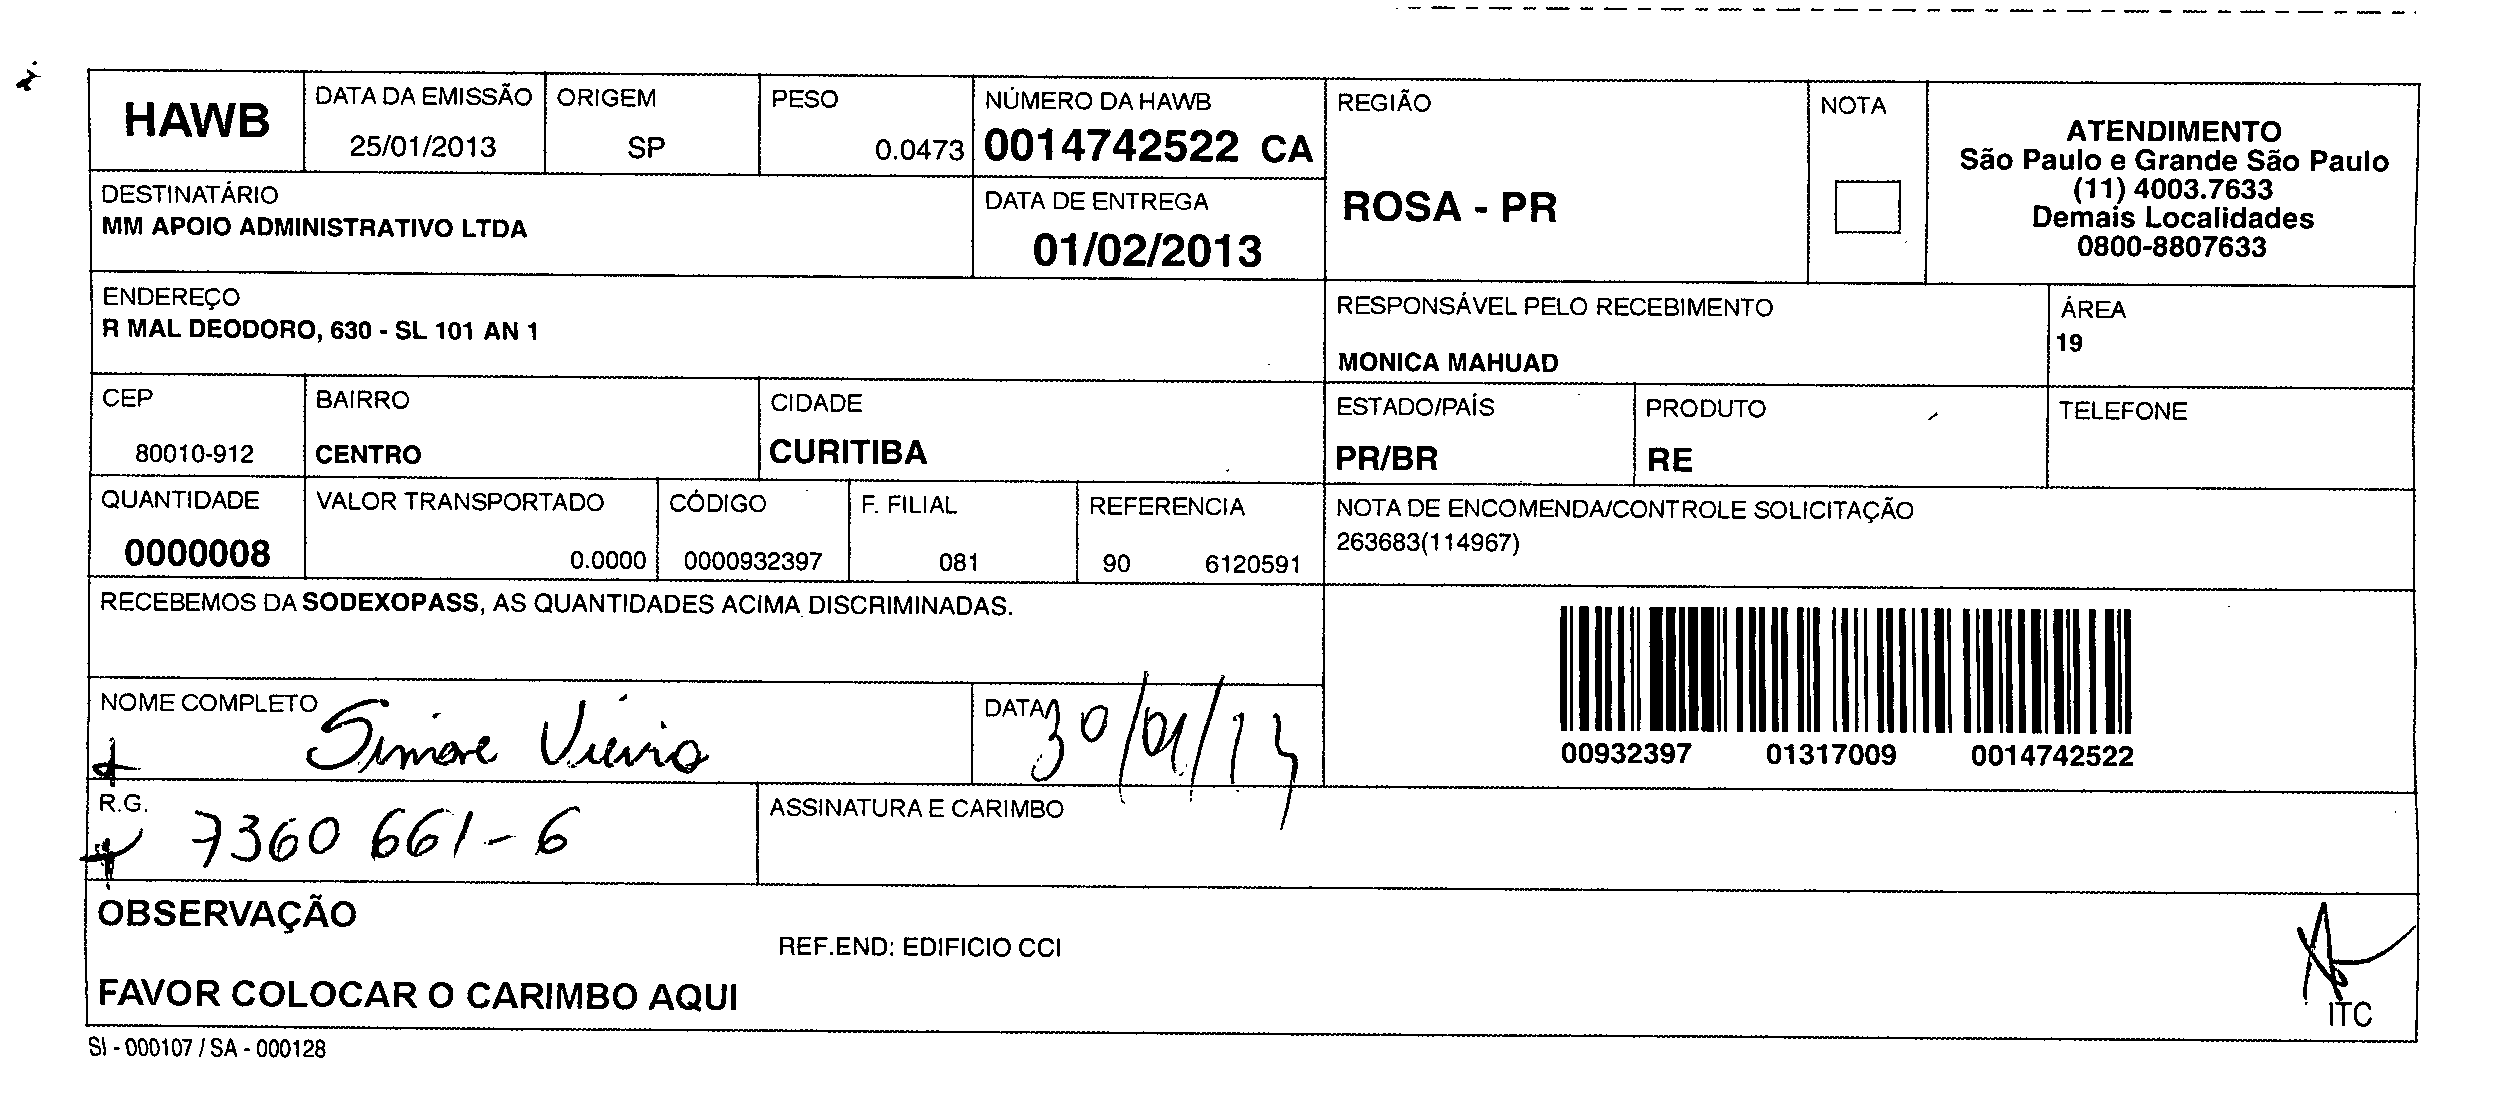 HAWB
DATA DA EMISSÃO
25/01/2013
ORIGEM
SP
PESO
0.0473
NÚMERO DA HAWB
0014742522 CA
REGIÃO
ROSA - PR
NOTA
ATENDIMENTO
São Paulo e Grande São Paulo
(11) 4003.7633
Demais Localidades
0800-8807633
DESTINATÁRIO
MM APOIO ADMINISTRATIVO LTDA
DATA DE ENTREGA
01/02/2013
ENDEREÇO
R MAL DEODORO, 630 - SL 101 AN 1
RESPONSÁVEL PELO RECEBIMENTO
MONICA MAHUAD
ÁREA
19
CEP
80010-912
BAIRRO
CENTRO
CIDADE
CURITIBA
ESTADO/PAÍS
PR/BR
PRODUTO
RE
TELEFONE
QUANTIDADE
0000008
VALOR TRANSPORTADO
0.0000
CÓDIGO
0000932397
F. FILIAL
081
REFERENCIA
90 6120591
NOTA DE ENCOMENDA/CONTROLE SOLICITAÇÃO
263683(114967)
RECEBEMOS DA SODEXOPASS, AS QUANTIDADES ACIMA DISCRIMINADAS.
00932397 01317009 0014742522
NOME COMPLETO
Simone Vieira
DATA
30/01/13
R.G.
7360661-6
ASSINATURA E CARIMBO
OBSERVAÇÃO
REF.END: EDIFICIO CCI
FAVOR COLOCAR O CARIMBO AQUI
ITC
SI - 000107 / SA - 000128